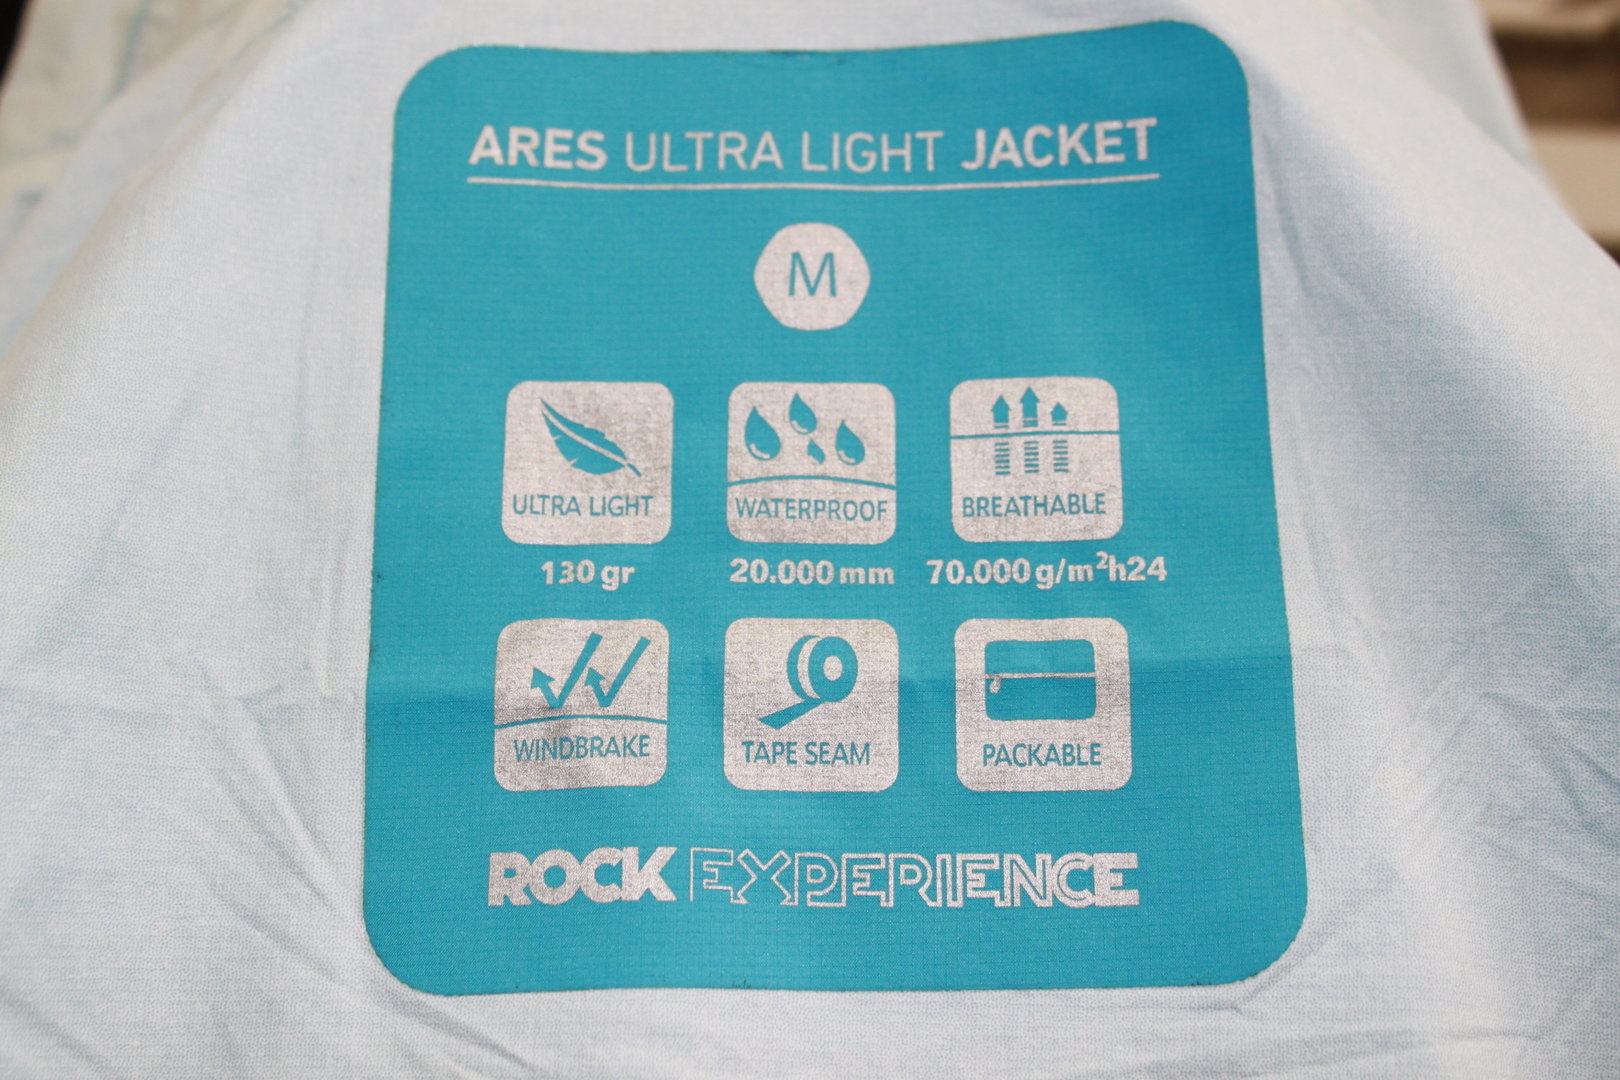 ARES ULTRA LIGHT JACKET
M
ULTRA LIGHT
WATERPROOF
BREATHABLE
130 gr
20.000 mm
70.000 g/m²h24
WINDBRAKE
TAPE SEAM
PACKABLE
ROCK EXPERIENCE